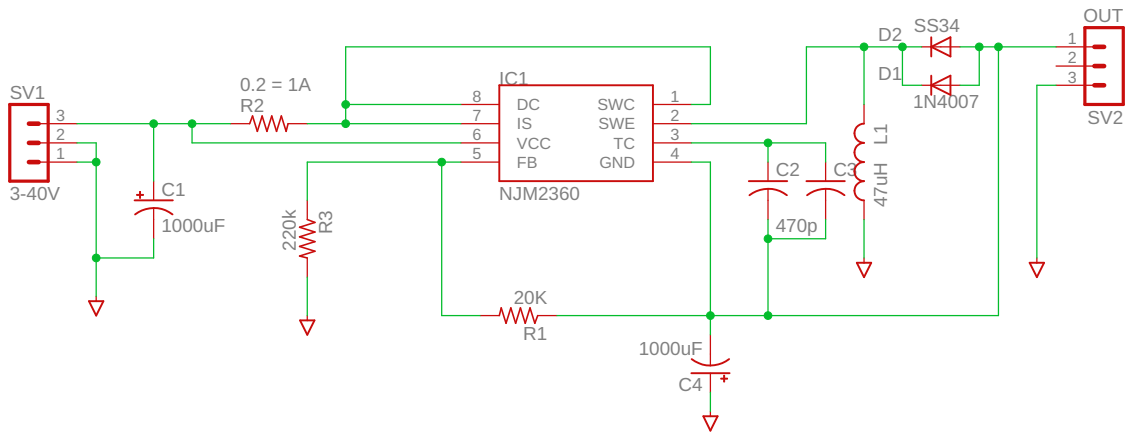 SV1
3
2
1
3-40V
C1
1000uF
0.2 = 1A
R2
220k
R3
IC1
8
7
6
5
DC
IS
VCC
FB
SWC
SWE
TC
GND
1
2
3
4
NJM2360
20K
R1
1000uF
C4
C2
C3
470p
47uH
L1
D2
SS34
D1
1N4007
OUT
1
2
3
SV2